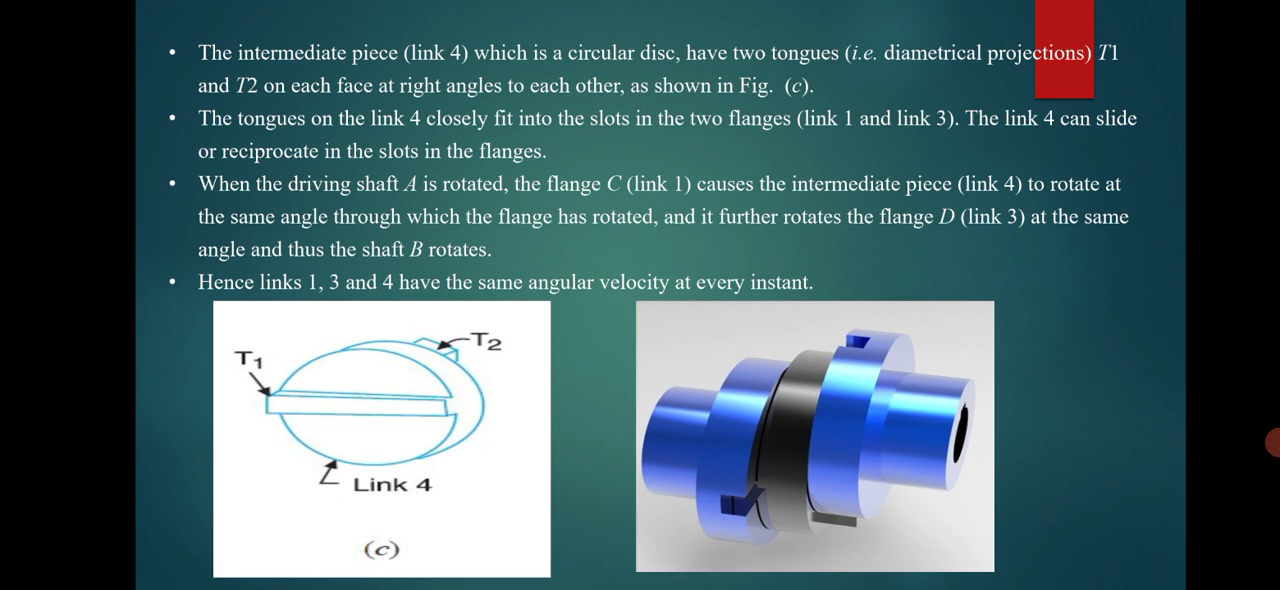 • The intermediate piece (link 4) which is a circular disc, have two tongues (i.e. diametrical projections) T1
and T2 on each face at right angles to each other, as shown in Fig. (c).
• The tongues on the link 4 closely fit into the slots in the two flanges (link 1 and link 3). The link 4 can slide
or reciprocate in the slots in the flanges.
• When the driving shaft A is rotated, the flange C (link 1) causes the intermediate piece (link 4) to rotate at
the same angle through which the flange has rotated, and it further rotates the flange D (link 3) at the same
angle and thus the shaft B rotates.
• Hence links 1, 3 and 4 have the same angular velocity at every instant.
T2
T1
Link 4
(c)